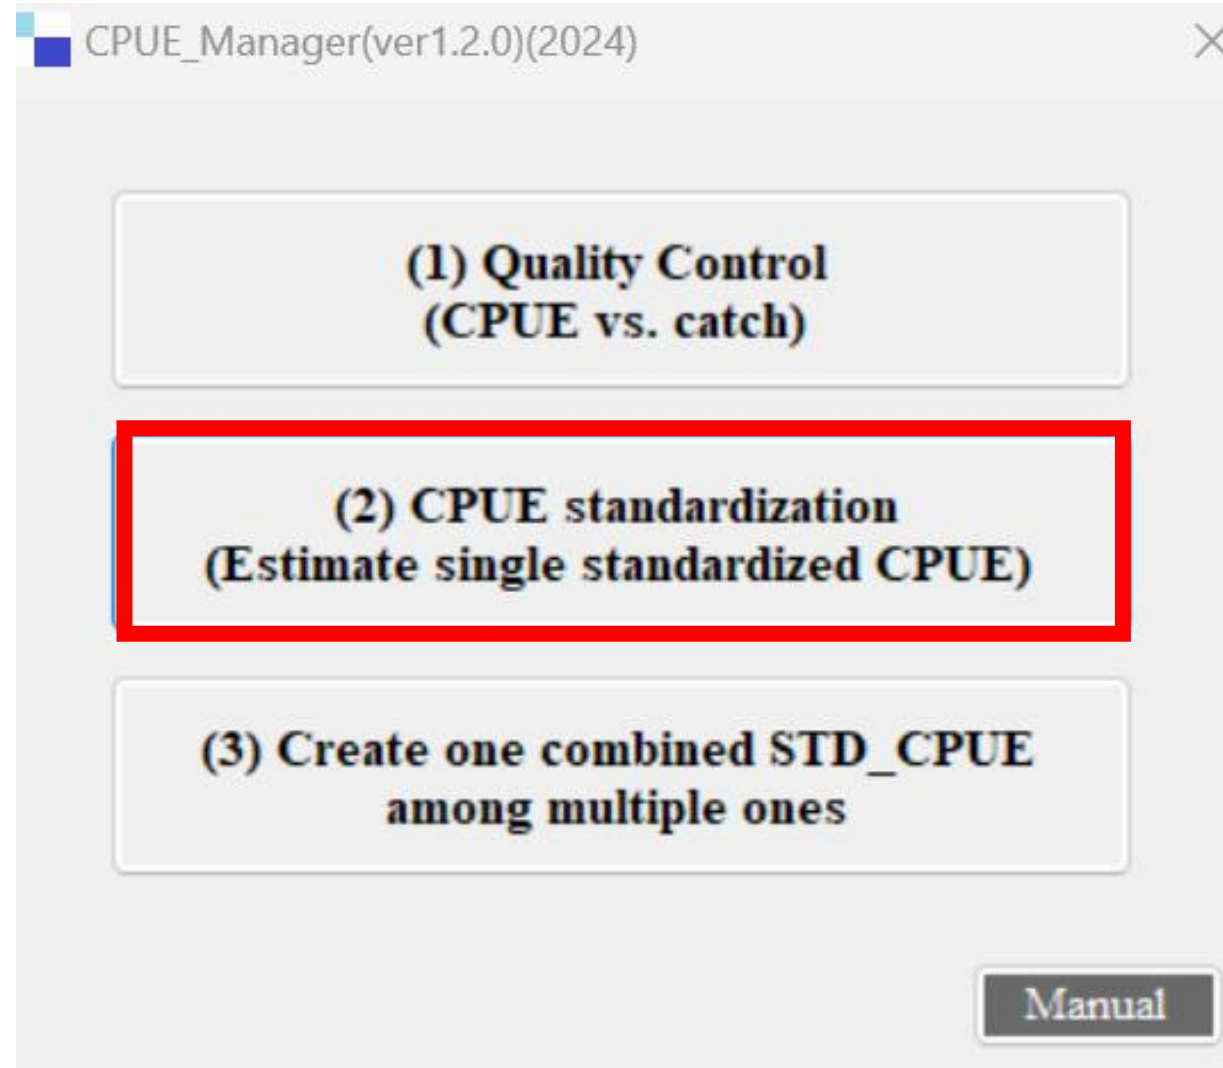 CPUE_Manager(ver1.2.0)(2024)
(1) Quality Control
(CPUE vs. catch)
(2) CPUE standardization
(Estimate single standardized CPUE)
(3) Create one combined STD_CPUE
among multiple ones
Manual